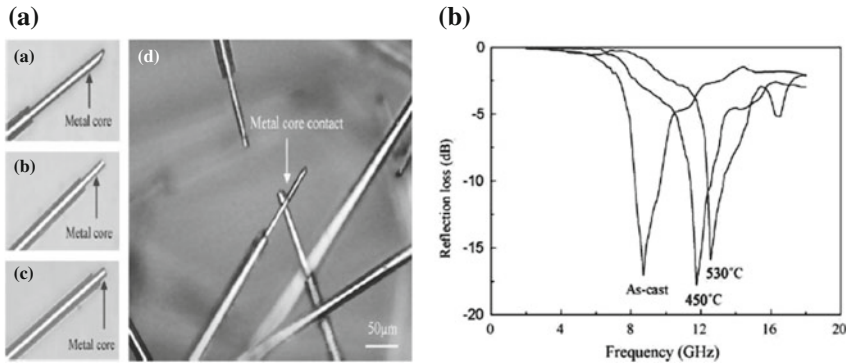 (a)
(a)
Metal core
(b)
Metal core
(c)
Metal core
(d)
Metal core contact
50µm
(b)
Reflection loss (dB)
0
-5
-10
-15
-20
As-cast
450°C
530°C
0 4 8 12 16 20
Frequency (GHz)